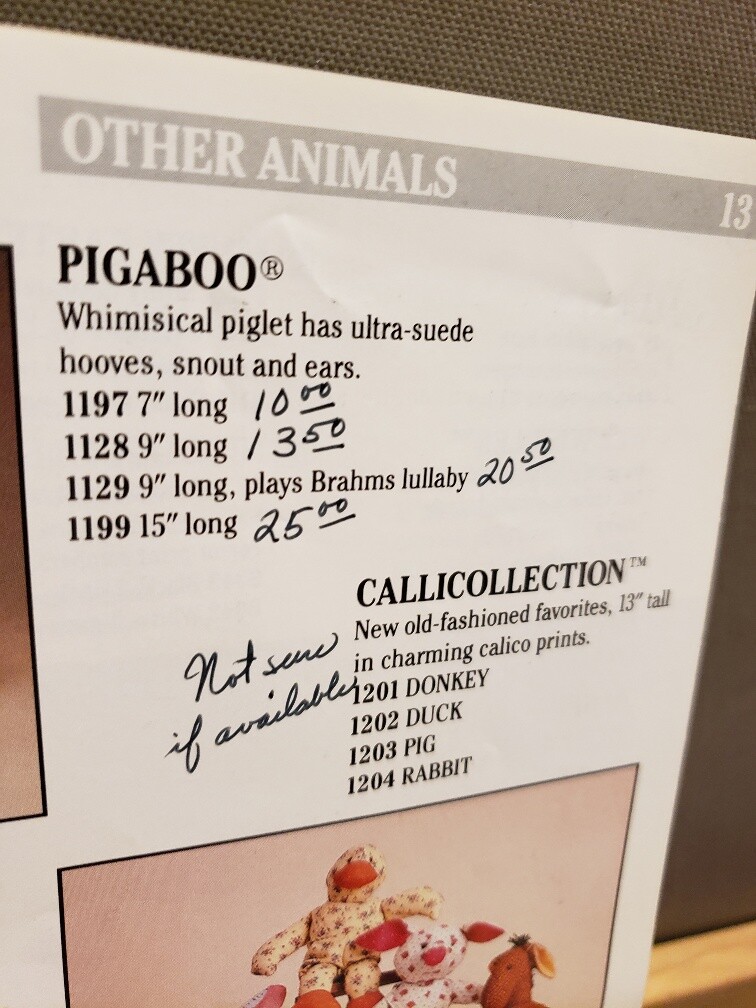 OTHER ANIMALS 13
PIGABOO®
Whimisical piglet has ultra-suede
hooves, snout and ears.
1197 7" long 10 00
1128 9" long 13 50
1129 9" long, plays Brahms lullaby 20 50
1199 15" long 25 00
CALLICOLLECTION™
New old-fashioned favorites, 13" tall
in charming calico prints.
Not sure
if available
1201 DONKEY
1202 DUCK
1203 PIG
1204 RABBIT